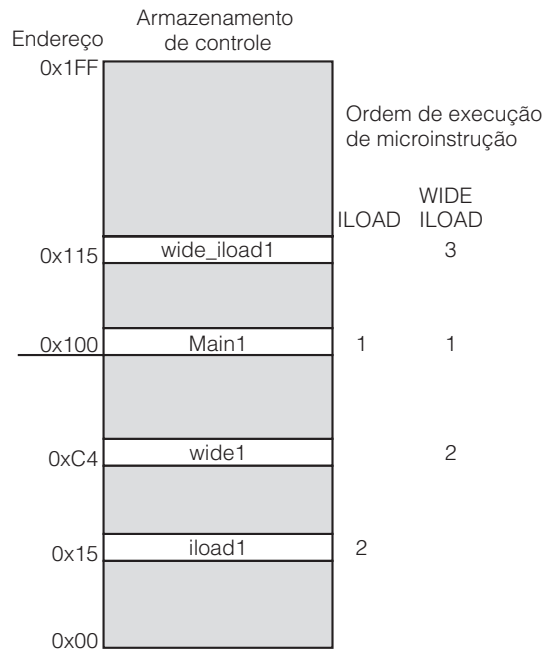 Endereço
Armazenamento
de controle
0x1FF
Ordem de execução
de microinstrução
ILOAD
WIDE
ILOAD
0x115
wide_iload1
3
0x100
Main1
1
1
0xC4
wide1
2
0x15
iload1
2
0x00